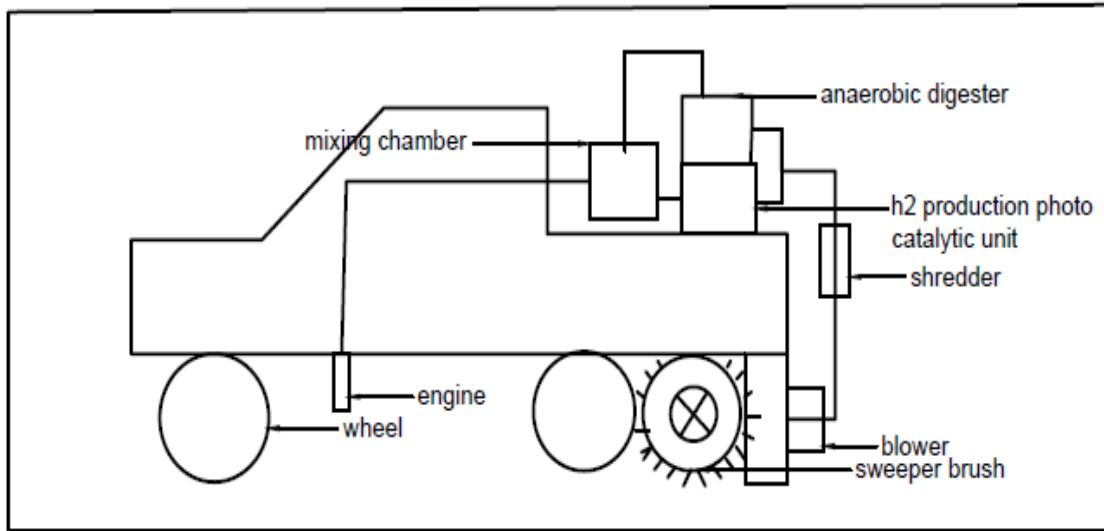 anaerobic digester
mixing chamber
h2 production photo
catalytic unit
shredder
engine
wheel
blower
sweeper brush